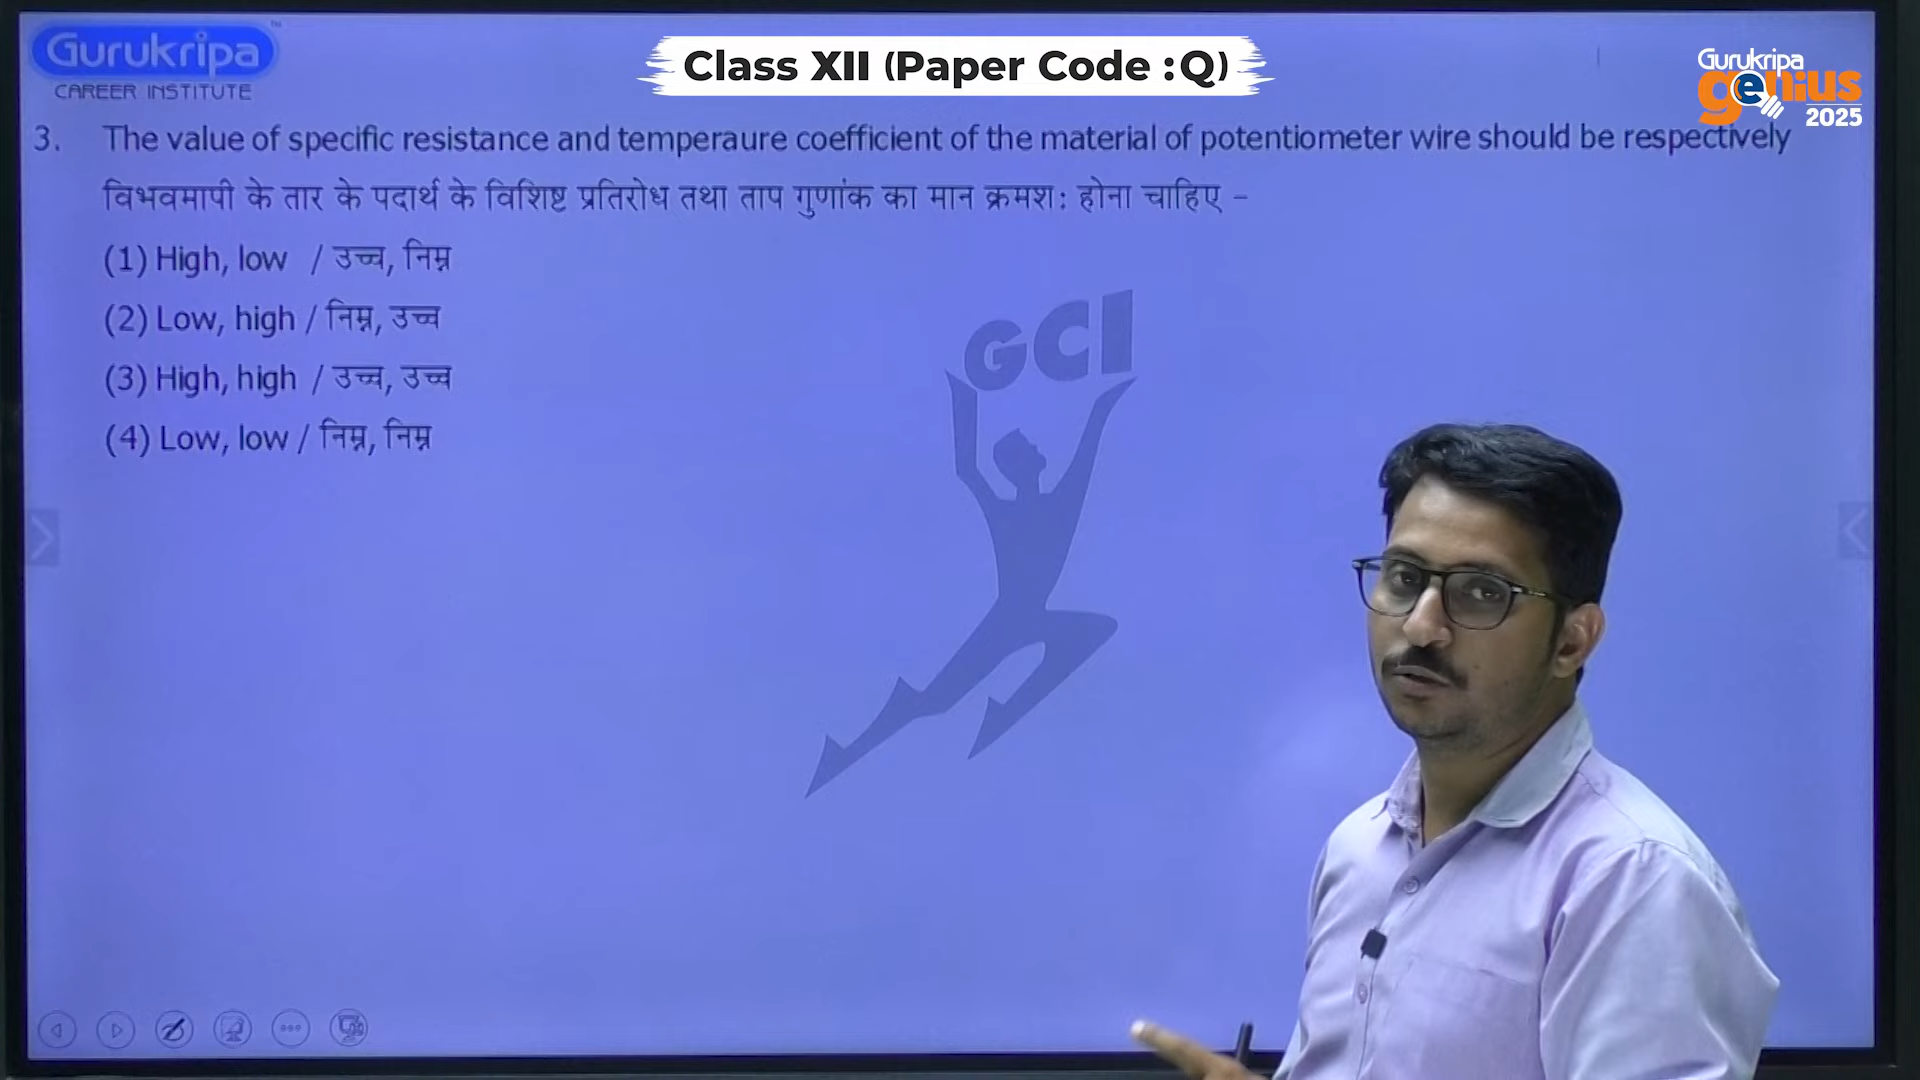 Gurukripa
CAREER INSTITUTE
Class XII (Paper Code :Q)
Gurukripa
genius
2025
3. The value of specific resistance and temperaure coefficient of the material of potentiometer wire should be respectively
विभवमापी के तार के पदार्थ के विशिष्ट प्रतिरोध तथा ताप गुणांक का मान क्रमश: होना चाहिए -
(1) High, low / उच्च, निम्न
(2) Low, high / निम्न, उच्च
(3) High, high / उच्च, उच्च
(4) Low, low / निम्न, निम्न
GCI